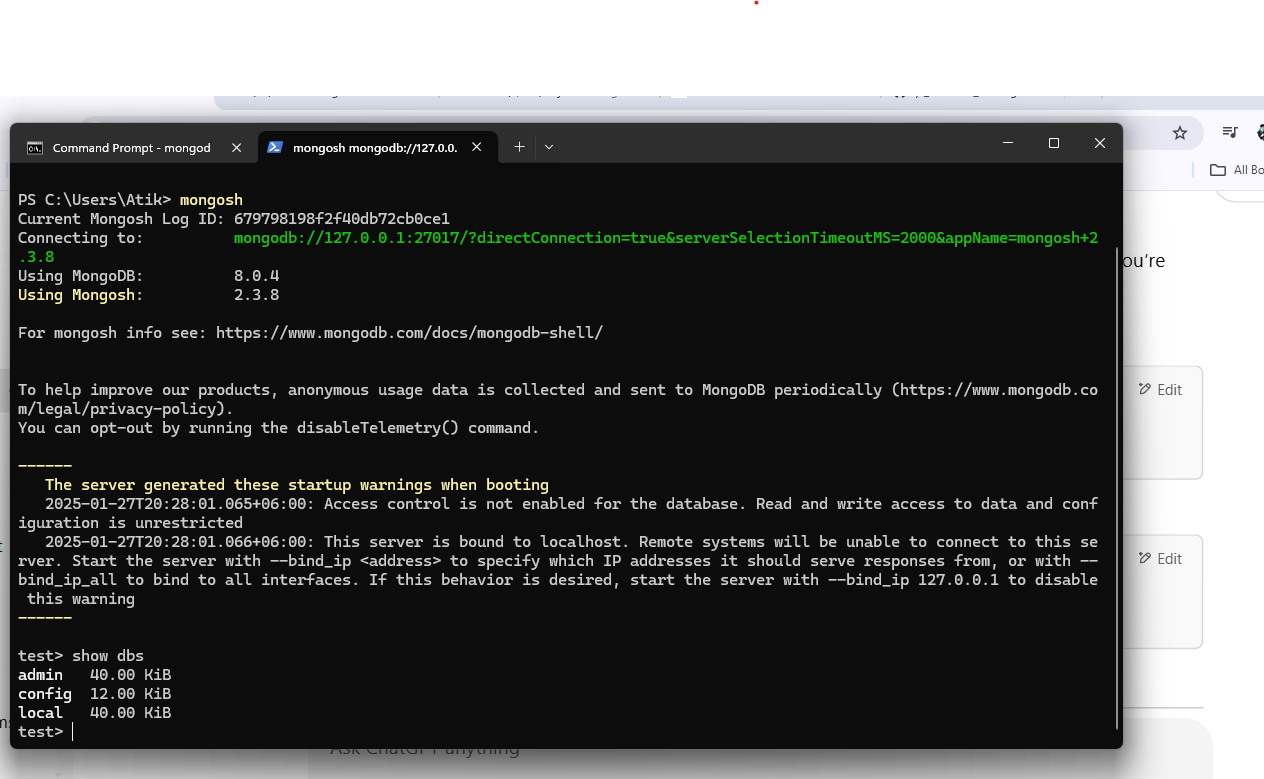 Command Prompt - mongod
mongosh mongodb://127.0.0.
All Bo
PS C:\Users\Atik> mongosh
Current Mongosh Log ID: 679798198f2f40db72cb0ce1
Connecting to: mongodb://127.0.0.1:27017/?directConnection=true&serverSelectionTimeoutMS=2000&appName=mongosh+2
.3.8
ou're
Using MongoDB: 8.0.4
Using Mongosh: 2.3.8
For mongosh info see: https://www.mongodb.com/docs/mongodb-shell/
To help improve our products, anonymous usage data is collected and sent to MongoDB periodically (https://www.mongodb.co
m/legal/privacy-policy).
Edit
You can opt-out by running the disableTelemetry() command.
------
The server generated these startup warnings when booting
2025-01-27T20:28:01.065+06:00: Access control is not enabled for the database. Read and write access to data and conf
iguration is unrestricted
2025-01-27T20:28:01.066+06:00: This server is bound to localhost. Remote systems will be unable to connect to this se
rver. Start the server with --bind_ip <address> to specify which IP addresses it should serve responses from, or with --
bind_ip_all to bind to all interfaces. If this behavior is desired, start the server with --bind_ip 127.0.0.1 to disable
this warning
Edit
------
test> show dbs
admin 40.00 KiB
config 12.00 KiB
local 40.00 KiB
test>
Ask ChatGPT anything